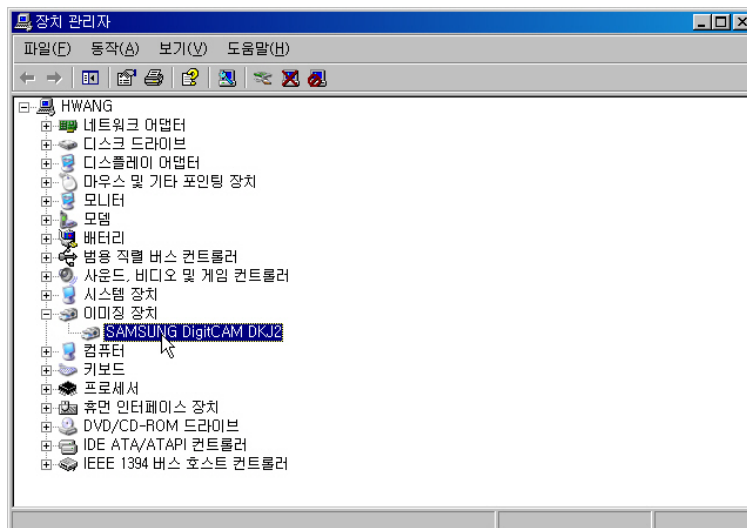 장치 관리자
파일(F) 동작(A) 보기(V) 도움말(H)
HWANG
네트워크 어댑터
디스크 드라이브
디스플레이 어댑터
마우스 및 기타 포인팅 장치
모니터
모뎀
배터리
범용 직렬 버스 컨트롤러
사운드, 비디오 및 게임 컨트롤러
시스템 장치
이미징 장치
SAMSUNG DigitCAM DKJ2
컴퓨터
키보드
프로세서
휴먼 인터페이스 장치
DVD/CD-ROM 드라이브
IDE ATA/ATAPI 컨트롤러
IEEE 1394 버스 호스트 컨트롤러